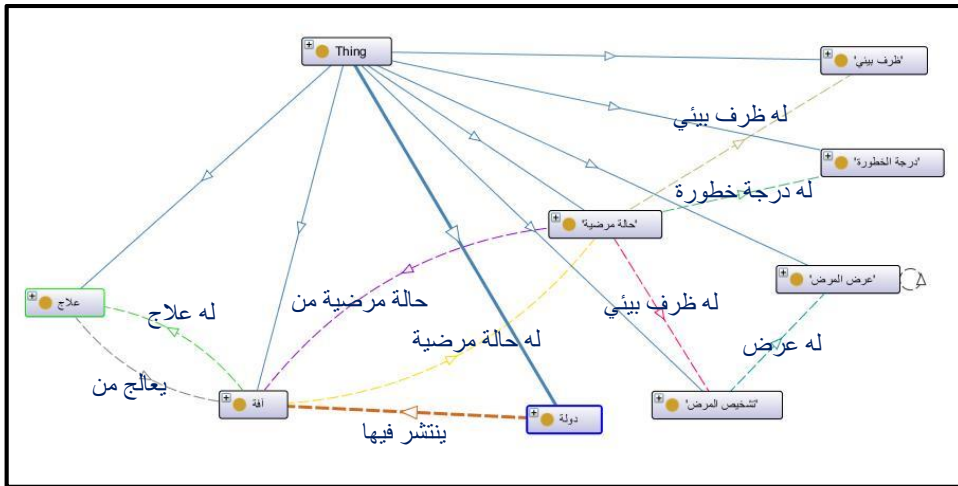 Thing
'ظرف بيئي'
له ظرف بيئي
'درجة الخطورة'
له درجة خطورة
'حالة مرضية'
'عرض المرض'
علاج
له علاج
حالة مرضية من
له ظرف بيئي
له حالة مرضية
له عرض
يعالج من
آفة
دولة
'تشخيص المرض'
ينتشر فيها